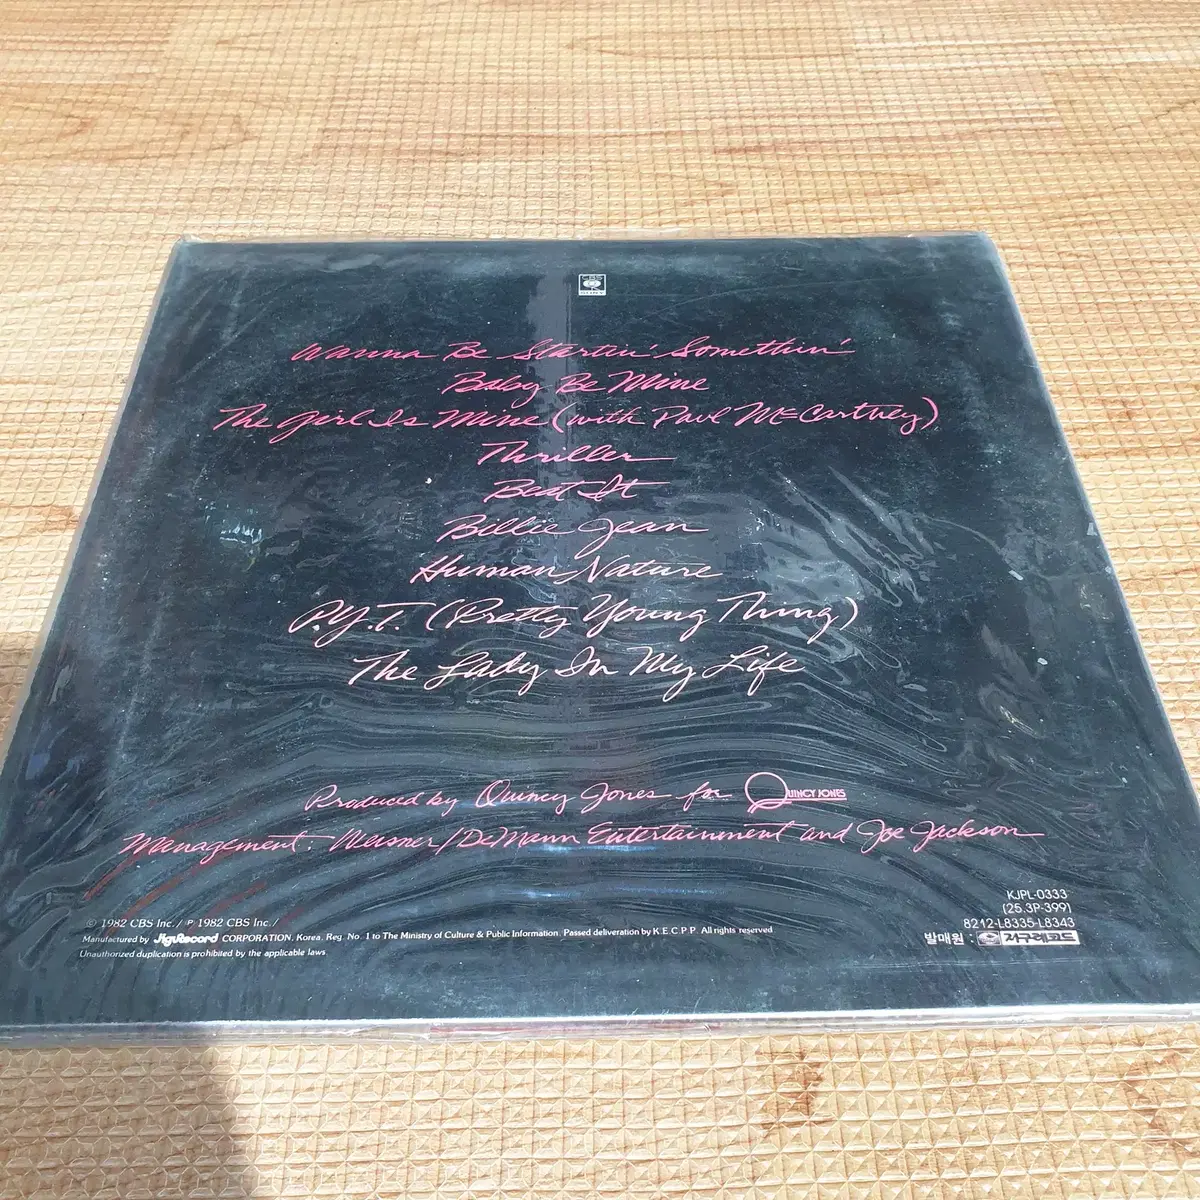 CBS
Wanna Be Startin' Somethin'
Baby Be Mine
The Girl Is Mine (with Paul McCartney)
Thriller
Beat It
Billie Jean
Human Nature
P.Y.T. (Pretty Young Thing)
The Lady In My Life
Produced by Quincy Jones for QUINCY JONES
Management: Weisner/DeMann Entertainment and Joe Jackson
KJPL-0333
(25.3P-399)
8212-L8335-L8343
발매원 : 지구레코드
© 1982 CBS Inc./ ℗ 1982 CBS Inc./
Manufactured by JiguRecord CORPORATION, Korea. Reg. No. 1 to The Ministry of Culture & Public Information. Passed deliveration by K.E.C.P.P. All rights reserved
Unauthorized duplication is prohibited by the applicable laws